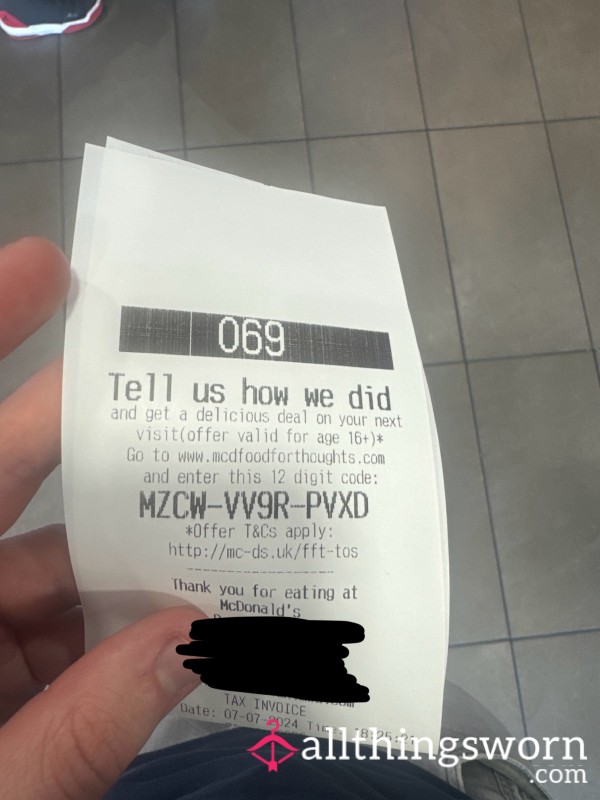 069
Tell us how we did
and get a delicious deal on your next
visit(offer valid for age 16+)*
Go to www.mcdfoodforthoughts.com
and enter this 12 digit code:
MZCW-VV9R-PVXD
*Offer T&Cs apply:
http://mc-ds.uk/fft-tos
Thank you for eating at
McDonald's
TAX INVOICE
Date: 07-07-2024
allthingsworn
.com